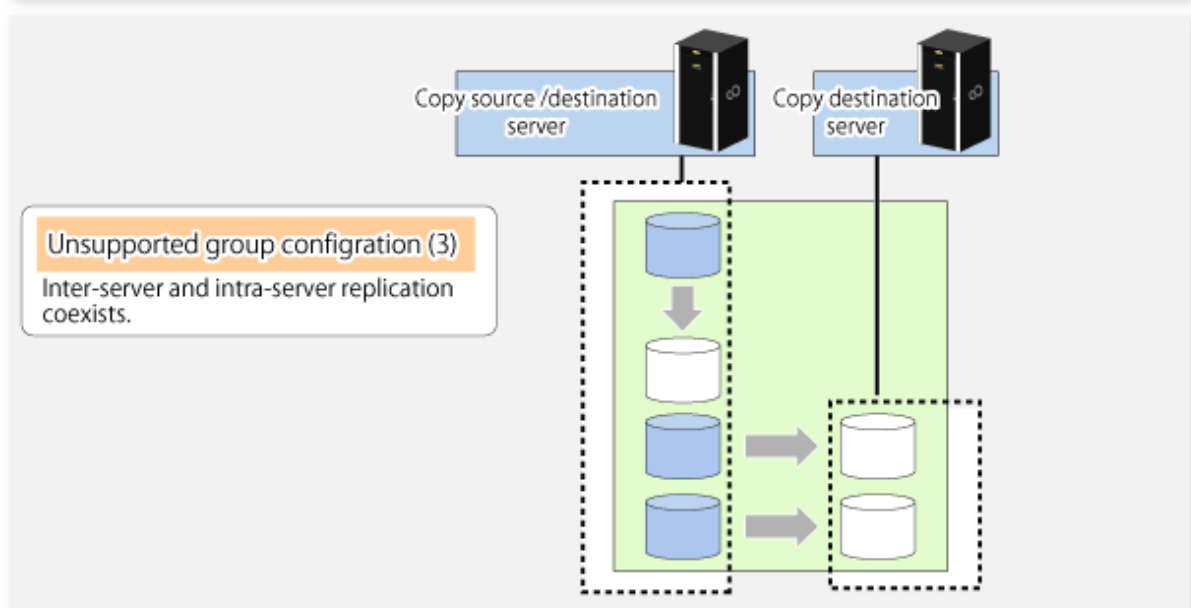 Copy source /destination
server
Copy destination
server
Unsupported group configration (3)
Inter-server and intra-server replication
coexists.